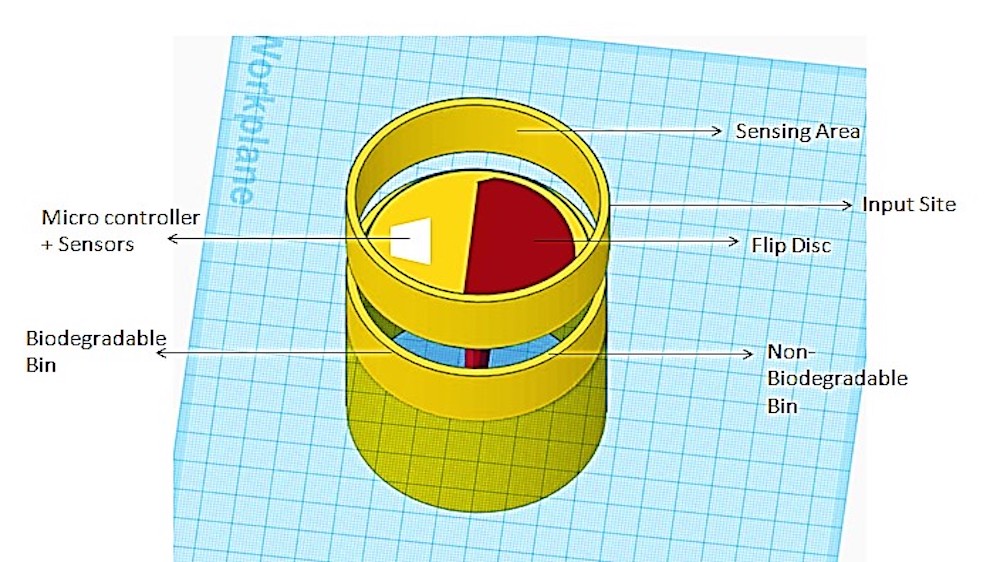 Workplane
Sensing Area
Input Site
Micro controller
+ Sensors
Flip Disc
Biodegradable
Bin
Non-
Biodegradable
Bin